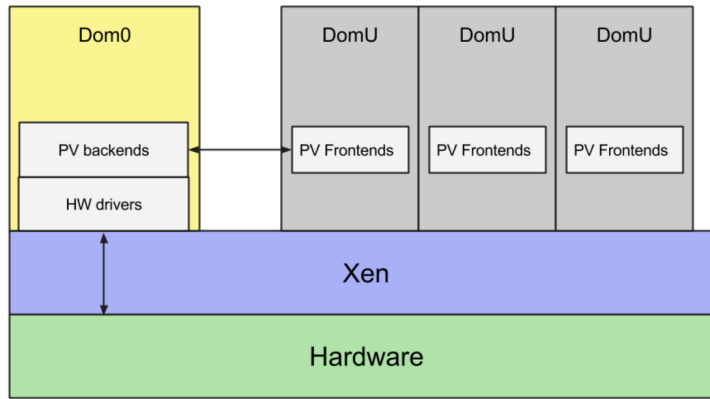 Dom0
DomU
DomU
DomU
PV backends
PV Frontends
PV Frontends
PV Frontends
HW drivers
Xen
Hardware